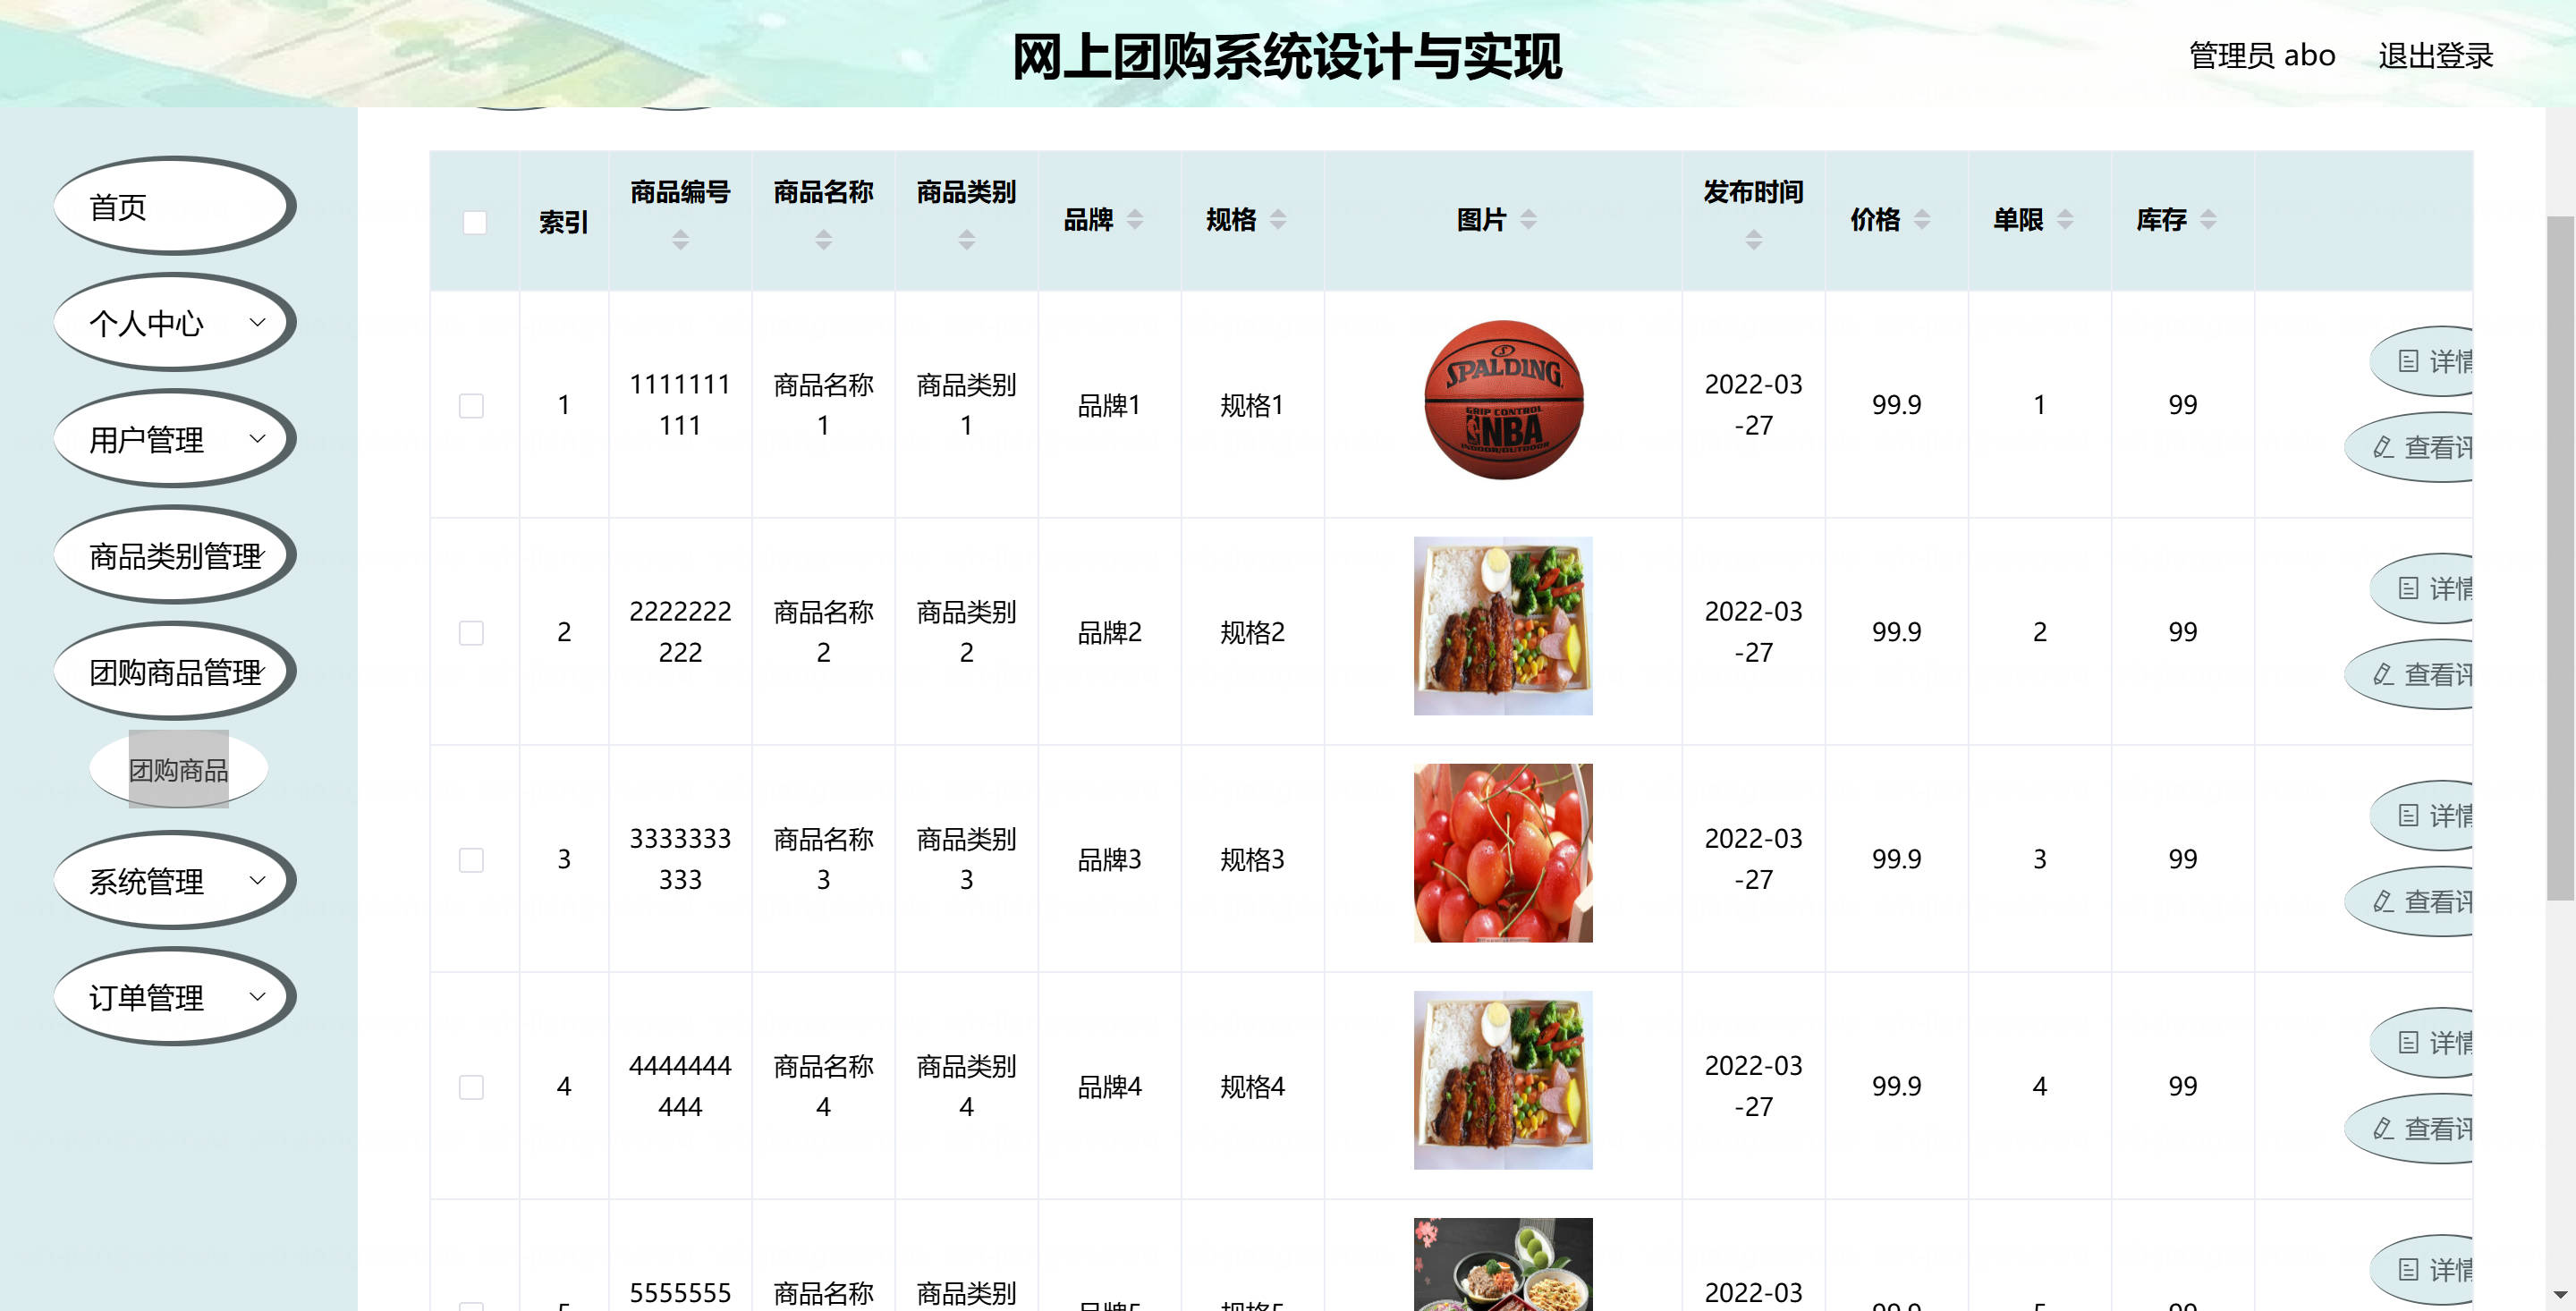 网上团购系统设计与实现
管理员 abo
退出登录
首页
个人中心
用户管理
商品类别管理
团购商品管理
团购商品
系统管理
订单管理
索引
商品编号
商品名称
商品类别
品牌
规格
图片
发布时间
价格
单限
库存
1
1111111
111
商品名称
1
商品类别
1
品牌1
规格1
SPALDING
GRIP CONTROL
NBA
INDOOR/OUTDOOR
2022-03
-27
99.9
1
99
详情
查看评
2
2222222
222
商品名称
2
商品类别
2
品牌2
规格2
2022-03
-27
99.9
2
99
详情
查看评
3
3333333
333
商品名称
3
商品类别
3
品牌3
规格3
2022-03
-27
99.9
3
99
详情
查看评
4
4444444
444
商品名称
4
商品类别
4
品牌4
规格4
2022-03
-27
99.9
4
99
详情
查看评
5
5555555
商品名称
商品类别
品牌5
规格5
2022-03
99.9
5
99
详情